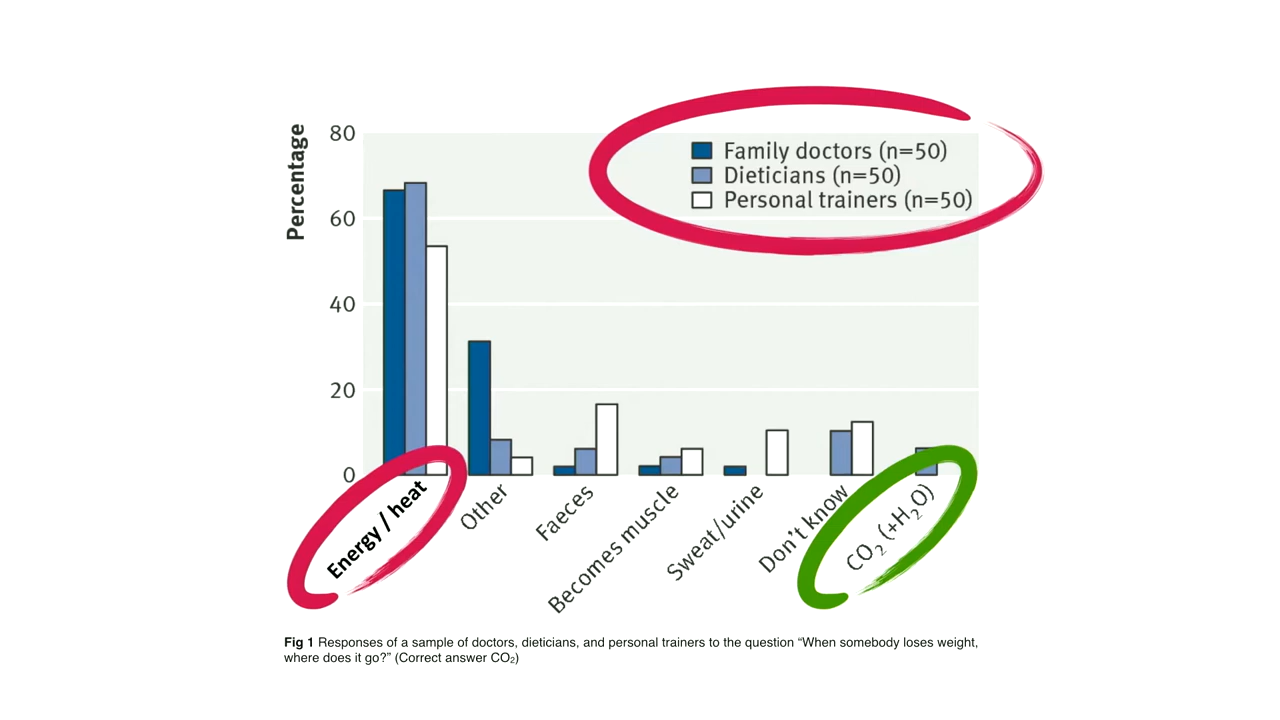 Percentage
80
60
40
20
0
Family doctors (n=50)
Dieticians (n=50)
Personal trainers (n=50)
Energy / heat
Other
Faeces
Becomes muscle
Sweat/urine
Don't know
CO₂ (+H₂O)
Fig 1 Responses of a sample of doctors, dieticians, and personal trainers to the question “When somebody loses weight,
where does it go?” (Correct answer CO₂)